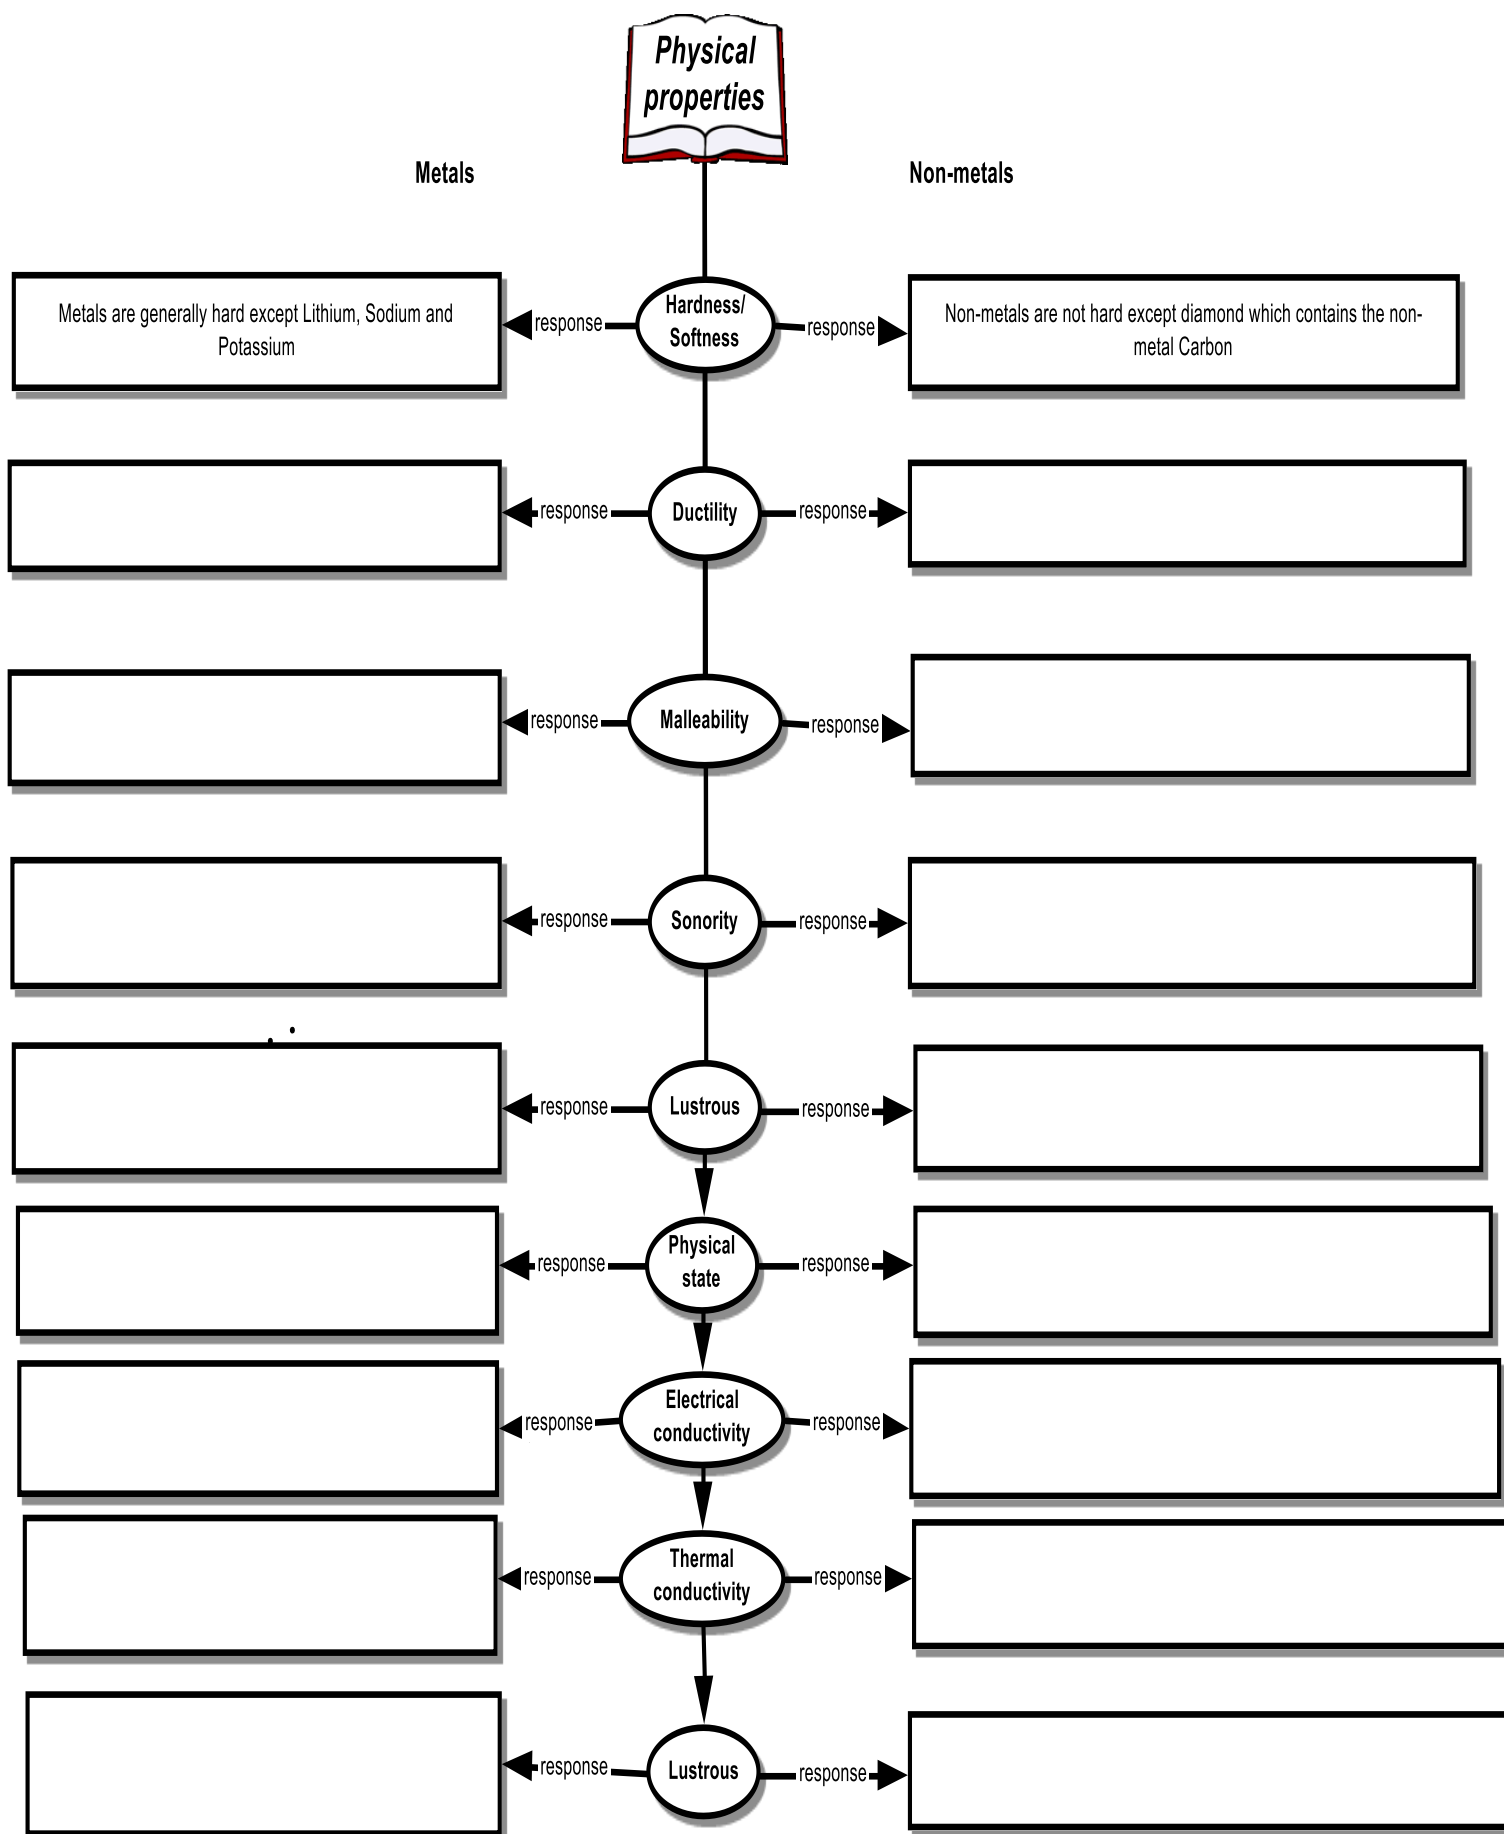 Physical
properties
Metals
Non-metals
Metals are generally hard except Lithium, Sodium and
Potassium
response
Hardness/
Softness
response
Non-metals are not hard except diamond which contains the non-
metal Carbon
response
Ductility
response
response
Malleability
response
response
Sonority
response
response
Lustrous
response
response
Physical
state
response
response
Electrical
conductivity
response
response
Thermal
conductivity
response
response
Lustrous
response